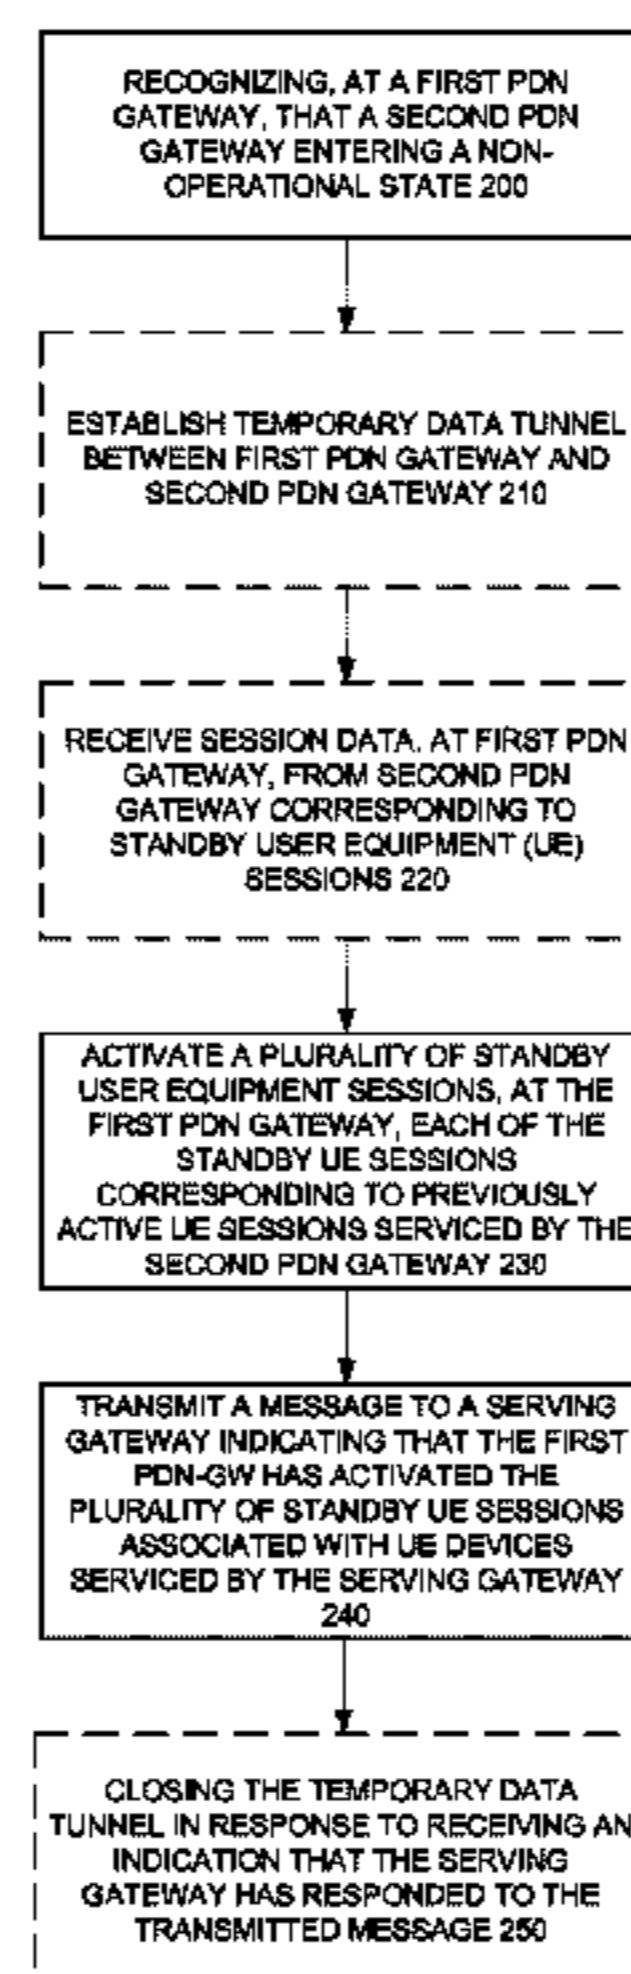 RECOGNIZING, AT A FIRST PDN
GATEWAY, THAT A SECOND PDN
GATEWAY ENTERING A NON-
OPERATIONAL STATE 200
ESTABLISH TEMPORARY DATA TUNNEL
BETWEEN FIRST PDN GATEWAY AND
SECOND PDN GATEWAY 210
RECEIVE SESSION DATA, AT FIRST PDN
GATEWAY, FROM SECOND PDN
GATEWAY CORRESPONDING TO
STANDBY USER EQUIPMENT (UE)
SESSIONS 220
ACTIVATE A PLURALITY OF STANDBY
USER EQUIPMENT SESSIONS, AT THE
FIRST PDN GATEWAY, EACH OF THE
STANDBY UE SESSIONS
CORRESPONDING TO PREVIOUSLY
ACTIVE UE SESSIONS SERVICED BY THE
SECOND PDN GATEWAY 230
TRANSMIT A MESSAGE TO A SERVING
GATEWAY INDICATING THAT THE FIRST
PDN-GW HAS ACTIVATED THE
PLURALITY OF STANDBY UE SESSIONS
ASSOCIATED WITH UE DEVICES
SERVICED BY THE SERVING GATEWAY
240
CLOSING THE TEMPORARY DATA
TUNNEL IN RESPONSE TO RECEIVING AN
INDICATION THAT THE SERVING
GATEWAY HAS RESPONDED TO THE
TRANSMITTED MESSAGE 250